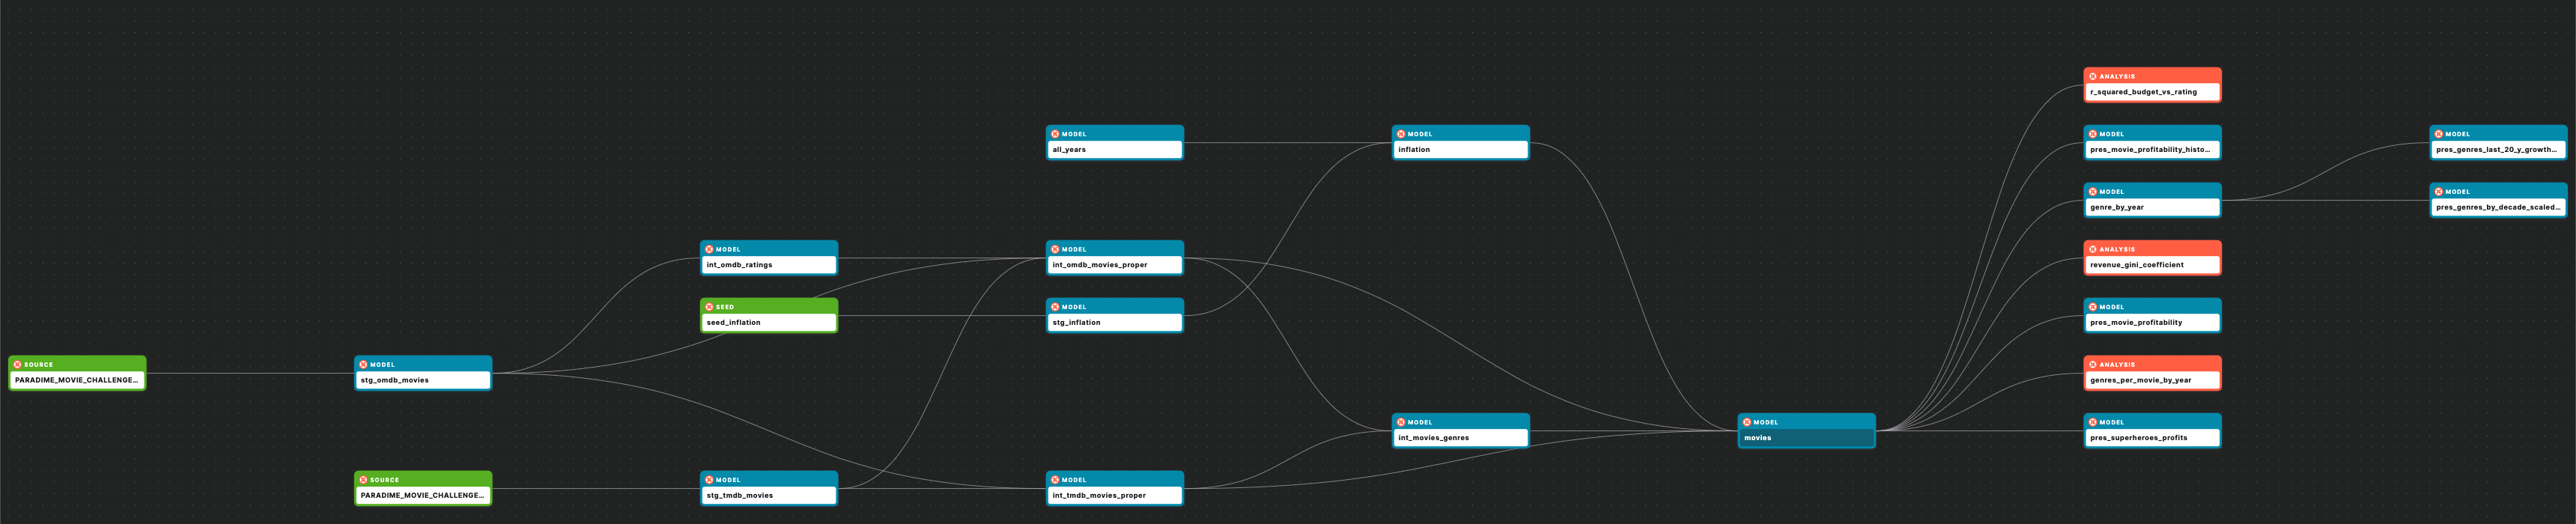 SOURCE
PARADIME_MOVIE_CHALLENGE...
MODEL
stg_omdb_movies
SOURCE
PARADIME_MOVIE_CHALLENGE...
MODEL
int_omdb_ratings
SEED
seed_inflation
MODEL
stg_tmdb_movies
MODEL
all_years
MODEL
int_omdb_movies_proper
MODEL
stg_inflation
MODEL
int_tmdb_movies_proper
MODEL
inflation
MODEL
int_movies_genres
MODEL
movies
ANALYSIS
r_squared_budget_vs_rating
MODEL
pres_movie_profitability_histo...
MODEL
genre_by_year
ANALYSIS
revenue_gini_coefficient
MODEL
pres_movie_profitability
ANALYSIS
genres_per_movie_by_year
MODEL
pres_superheroes_profits
MODEL
pres_genres_last_20_y_growth...
MODEL
pres_genres_by_decade_scaled...